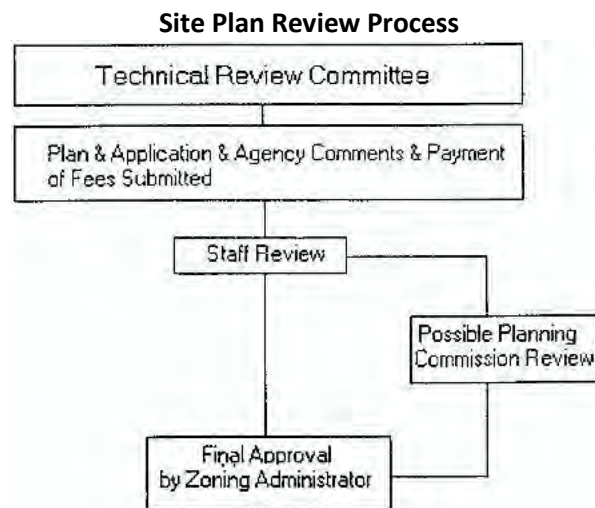 Site Plan Review Process
Technical Review Committee
Plan & Application & Agency Comments & Payment
of Fees Submitted
Staff Review
Possible Planning
Commission Review
Final Approval
by Zoning Administrator